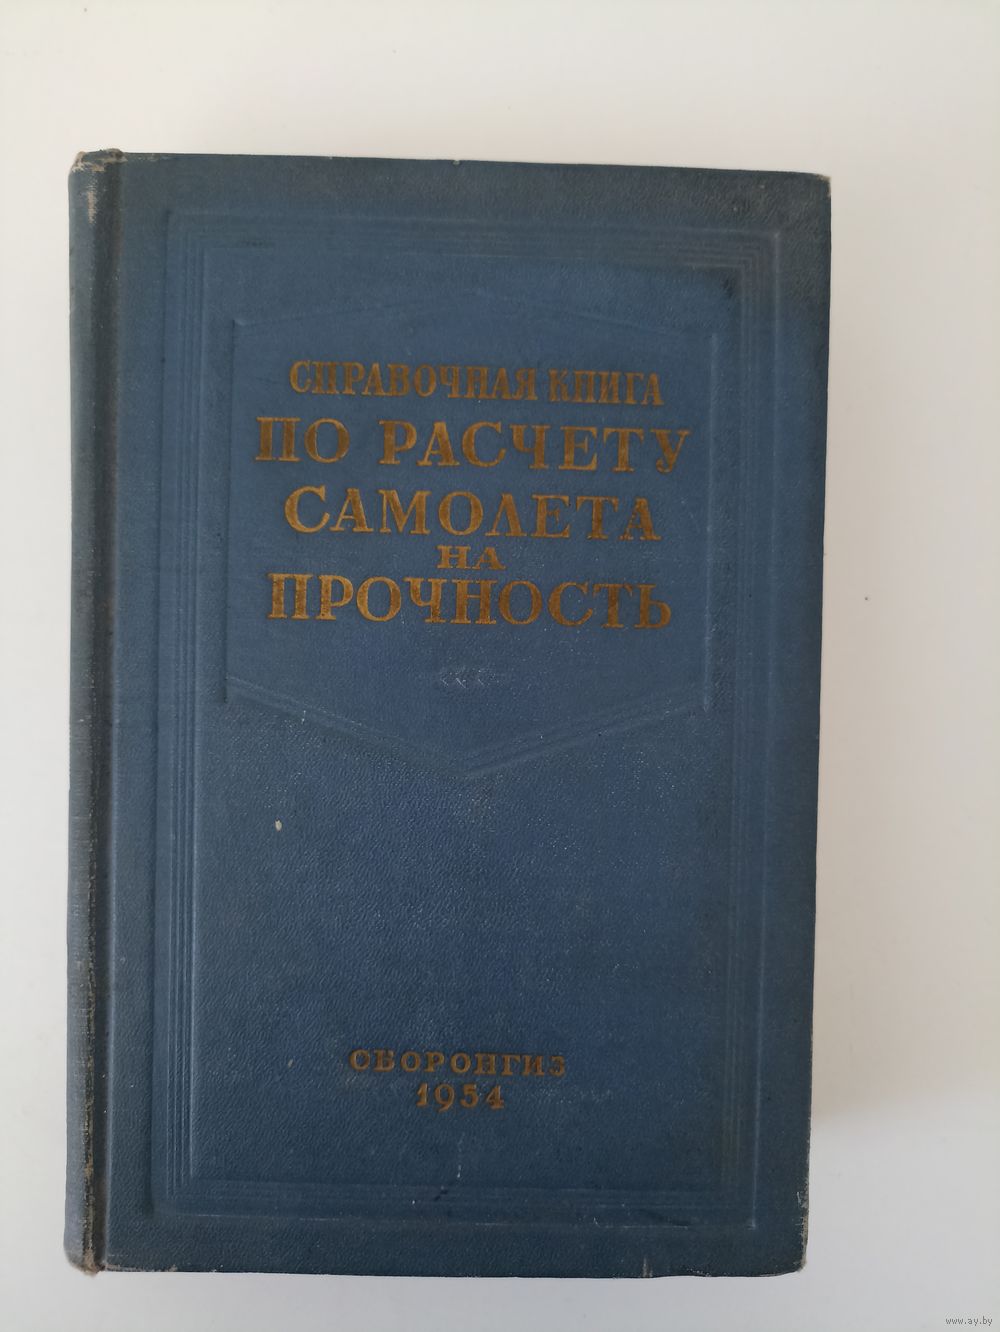 СПРАВОЧНАЯ КНИГА
ПО РАСЧЕТУ
САМОЛЕТА
НА
ПРОЧНОСТЬ
ОБОРОНГИЗ
1954
www.ay.by